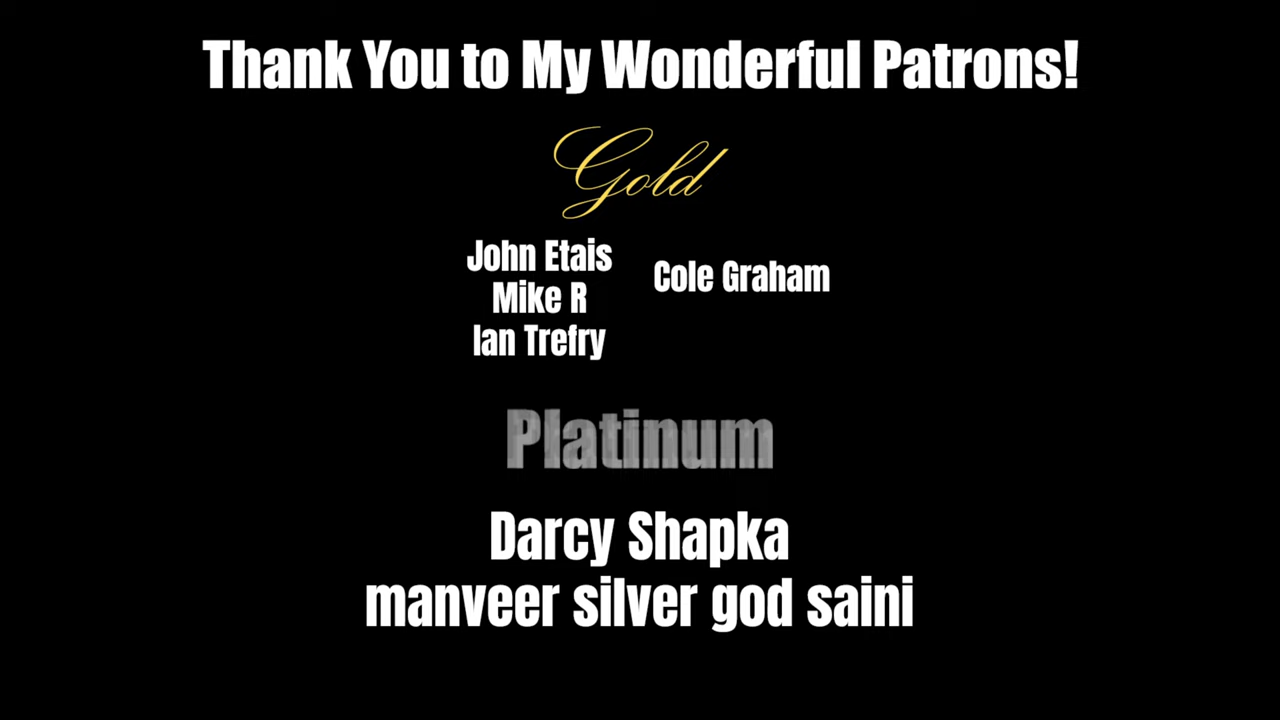 Thank You to My Wonderful Patrons!
Gold
John Etais
Mike R
Ian Trefry
Cole Graham
Platinum
Darcy Shapka
manveer silver god saini